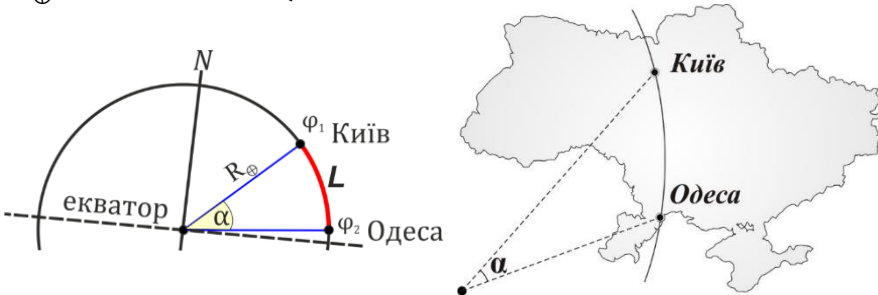 N
φ₁ Київ
R⊕
L
екватор
α
φ₂ Одеса
Київ
Одеса
α